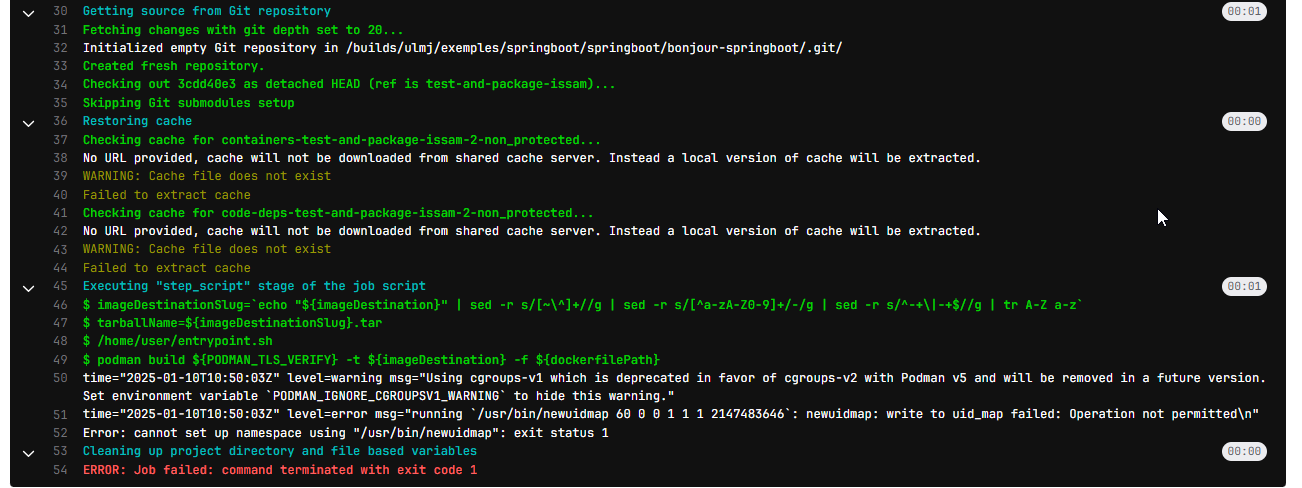 30 Getting source from Git repository 00:01
31 Fetching changes with git depth set to 20...
32 Initialized empty Git repository in /builds/ulmj/exemples/springboot/springboot/bonjour-springboot/.git/
33 Created fresh repository.
34 Checking out 3cdd40e3 as detached HEAD (ref is test-and-package-issam)...
35 Skipping Git submodules setup
36 Restoring cache 00:00
37 Checking cache for containers-test-and-package-issam-2-non_protected...
38 No URL provided, cache will not be downloaded from shared cache server. Instead a local version of cache will be extracted.
39 WARNING: Cache file does not exist
40 Failed to extract cache
41 Checking cache for code-deps-test-and-package-issam-2-non_protected...
42 No URL provided, cache will not be downloaded from shared cache server. Instead a local version of cache will be extracted.
43 WARNING: Cache file does not exist
44 Failed to extract cache
45 Executing "step_script" stage of the job script 00:01
46 $ imageDestinationSlug=`echo "${imageDestination}" | sed -r s/[~\^]+//g | sed -r s/[^a-zA-Z0-9]+/-/g | sed -r s/^-+\|-+$//g | tr A-Z a-z`
47 $ tarballName=${imageDestinationSlug}.tar
48 $ /home/user/entrypoint.sh
49 $ podman build ${PODMAN_TLS_VERIFY} -t ${imageDestination} -f ${dockerfilePath}
50 time="2025-01-10T10:50:03Z" level=warning msg="Using cgroups-v1 which is deprecated in favor of cgroups-v2 with Podman v5 and will be removed in a future version.
Set environment variable `PODMAN_IGNORE_CGROUPSV1_WARNING` to hide this warning."
51 time="2025-01-10T10:50:03Z" level=error msg="running `/usr/bin/newuidmap 60 0 0 1 1 1 2147483646`: newuidmap: write to uid_map failed: Operation not permitted\n"
52 Error: cannot set up namespace using "/usr/bin/newuidmap": exit status 1
53 Cleaning up project directory and file based variables 00:00
54 ERROR: Job failed: command terminated with exit code 1